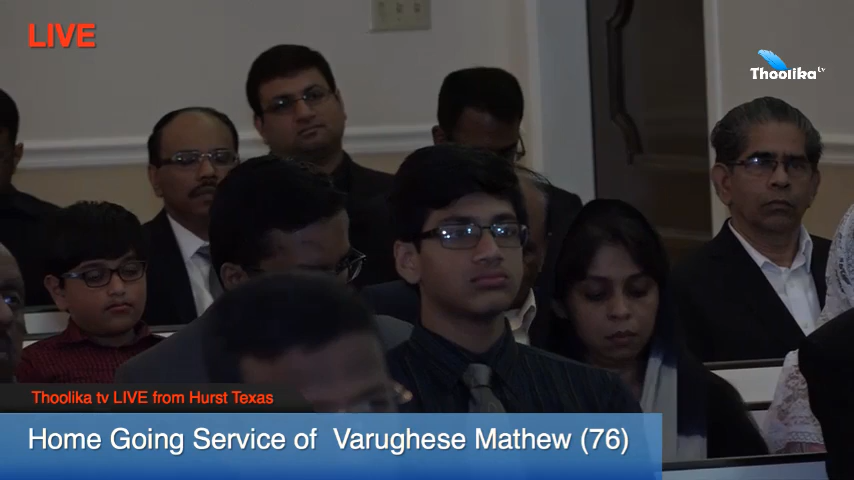 LIVE
Thoolika tv
Thoolika tv LIVE from Hurst Texas
Home Going Service of Varughese Mathew (76)